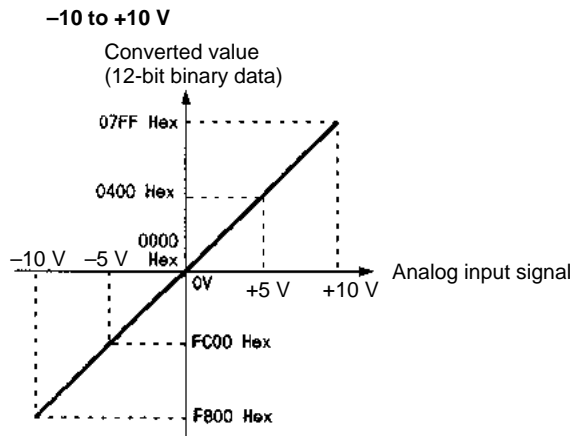 –10 to +10 V
Converted value
(12-bit binary data)
07FF Hex
0400 Hex
0000
Hex
–10 V –5 V
0V
+5 V +10 V
Analog input signal
FC00 Hex
F800 Hex